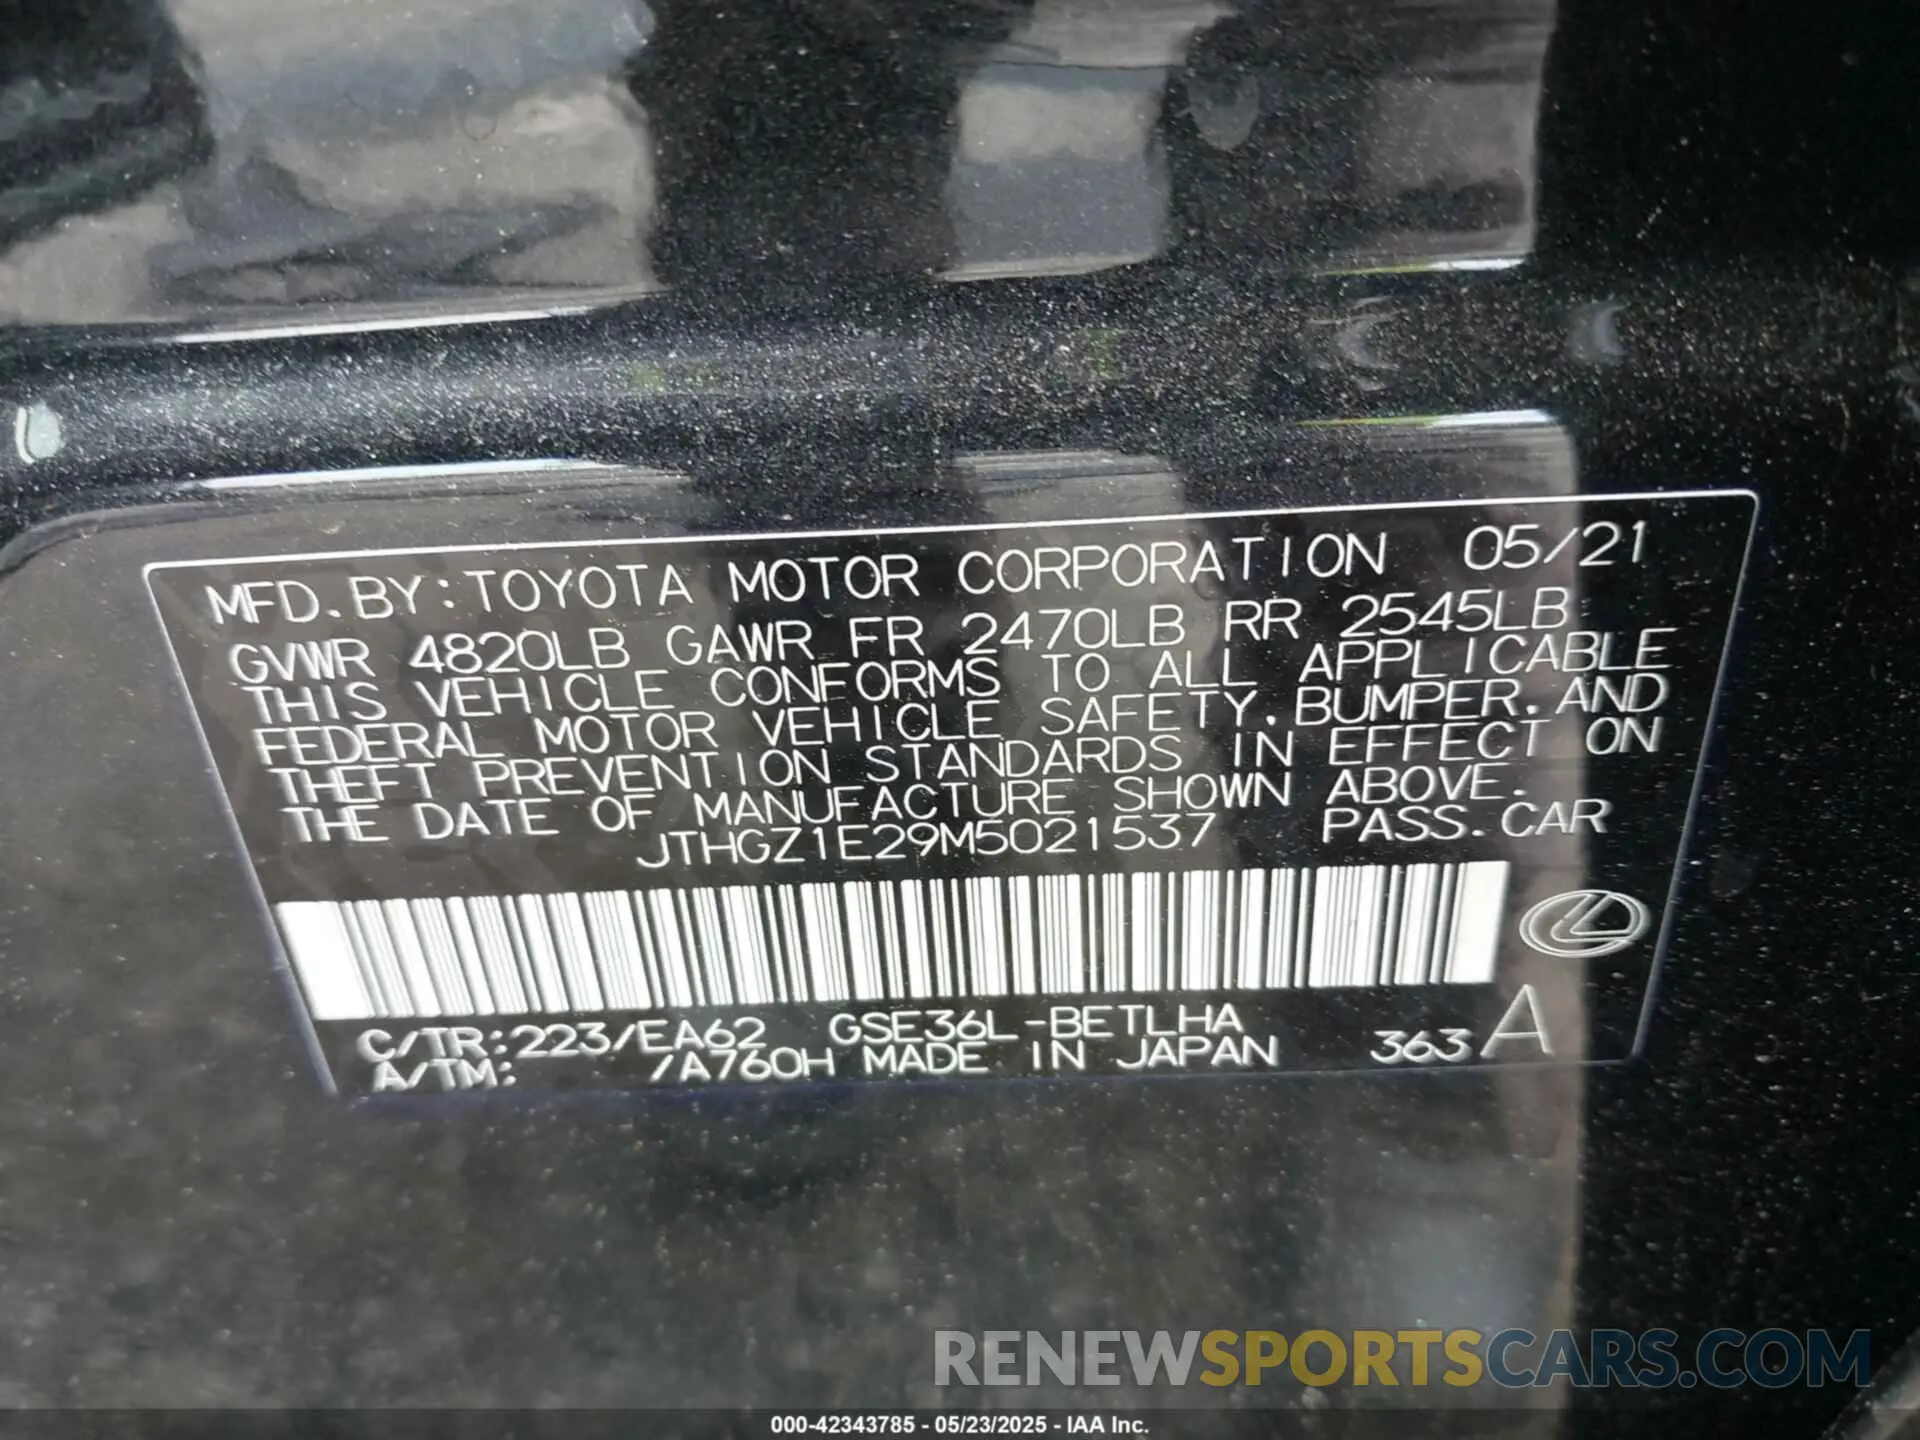 MFD.BY:TOYOTA MOTOR CORPORATION 05/21
GVWR 4820LB GAWR FR 2470LB RR 2545LB
THIS VEHICLE CONFORMS TO ALL APPLICABLE
FEDERAL MOTOR VEHICLE SAFETY,BUMPER,AND
THEFT PREVENTION STANDARDS IN EFFECT ON
THE DATE OF MANUFACTURE SHOWN ABOVE.
JTHGZ1E29M5021537 PASS.CAR
C/TR:223/EA62 GSE36L-BETLHA
A/TM: /A760H MADE IN JAPAN 363 A
RENEWSPORTSCARS.COM
000-42343785 - 05/23/2025 - IAA Inc.